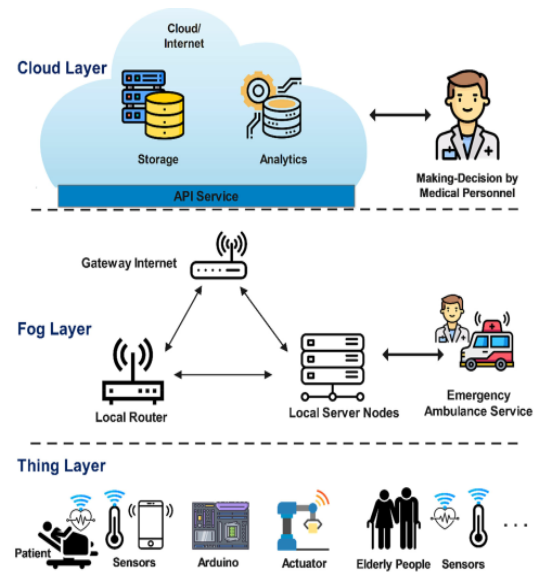 Cloud/
Internet
Cloud Layer
Storage
Analytics
API Service
Making-Decision by
Medical Personnel
Gateway Internet
Fog Layer
Local Router
Local Server Nodes
Emergency
Ambulance Service
Thing Layer
Patient
Sensors
Arduino
Actuator
Elderly People
Sensors
...